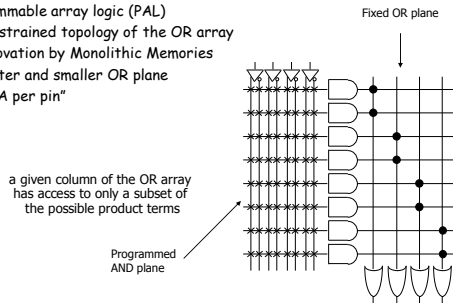 mmable array logic (PAL)
strained topology of the OR array
ovation by Monolithic Memories
ter and smaller OR plane
A per pin”
Fixed OR plane
a given column of the OR array
has access to only a subset of
the possible product terms
Programmed
AND plane